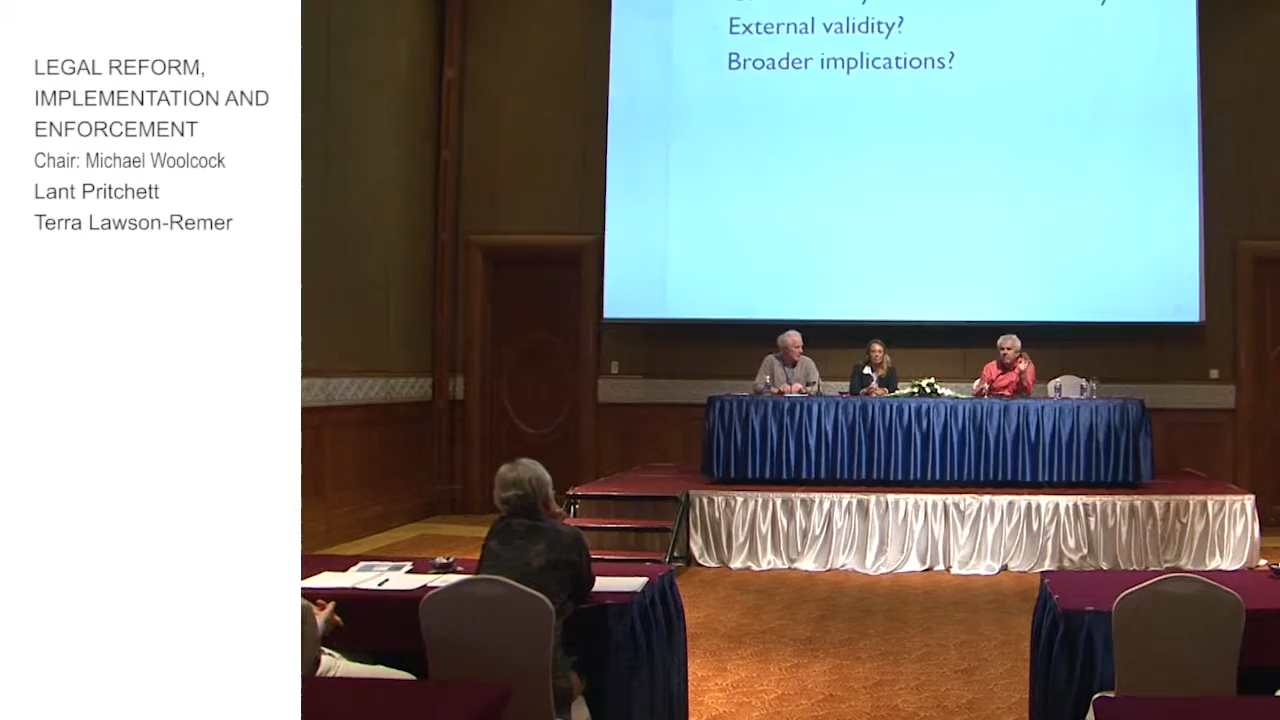 LEGAL REFORM,
IMPLEMENTATION AND
ENFORCEMENT
Chair: Michael Woolcock
Lant Pritchett
Terra Lawson-Remer
External validity?
Broader implications?